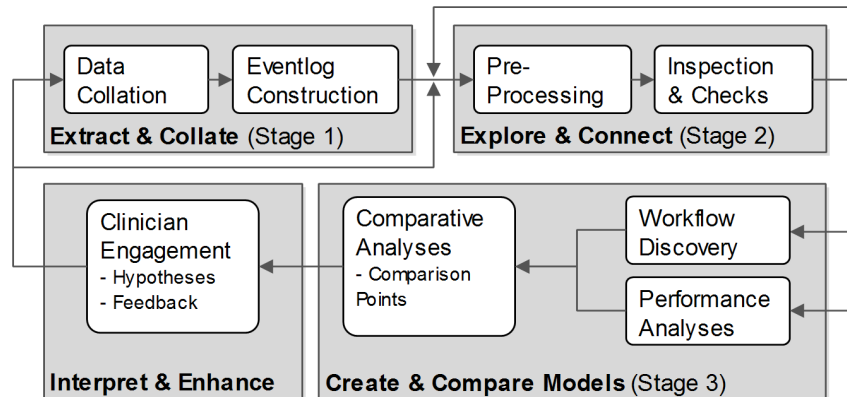 Data
Collation
Eventlog
Construction
Extract & Collate (Stage 1)
Pre-
Processing
Inspection
& Checks
Explore & Connect (Stage 2)
Clinician
Engagement
- Hypotheses
- Feedback
Interpret & Enhance
Comparative
Analyses
- Comparison
Points
Workflow
Discovery
Performance
Analyses
Create & Compare Models (Stage 3)